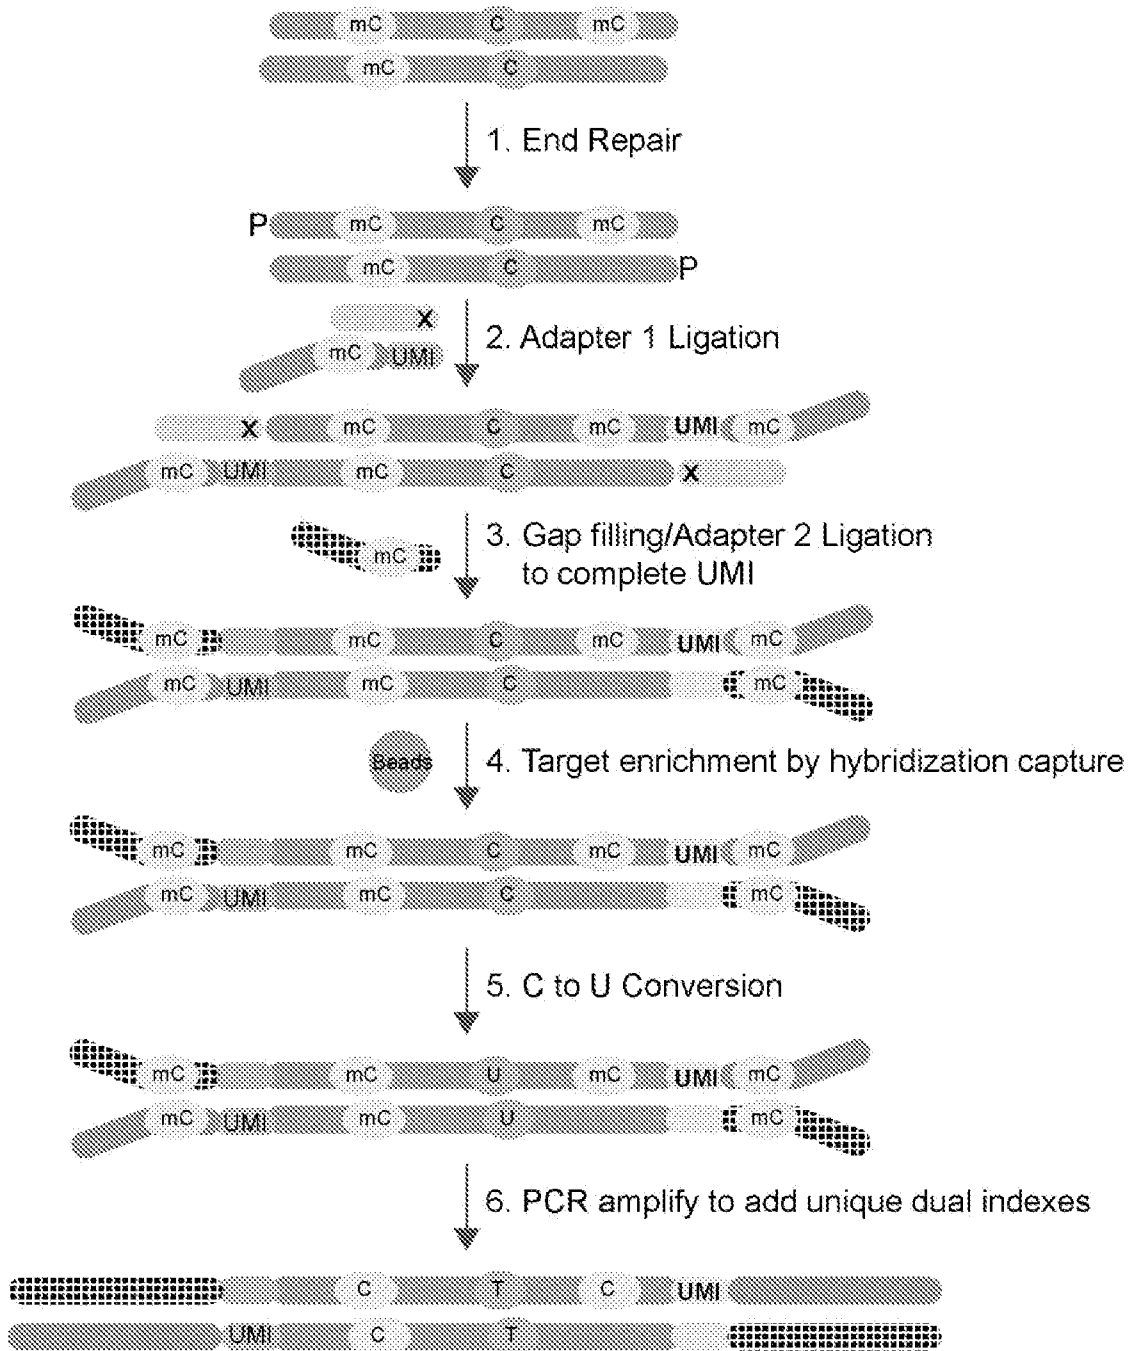 mC C mC
mC C
1. End Repair
P mC C mC
mC C P
X
2. Adapter 1 Ligation
mC UMI
X mC C mC UMI mC
mC UMI mC C X
3. Gap filling/Adapter 2 Ligation
to complete UMI
mC
mC mC C mC UMI mC
mC UMI mC C mC
Beads
4. Target enrichment by hybridization capture
mC mC C mC UMI mC
mC UMI mC C mC
5. C to U Conversion
mC mC U mC UMI mC
mC UMI mC U mC
6. PCR amplify to add unique dual indexes
C T C UMI
UMI C T